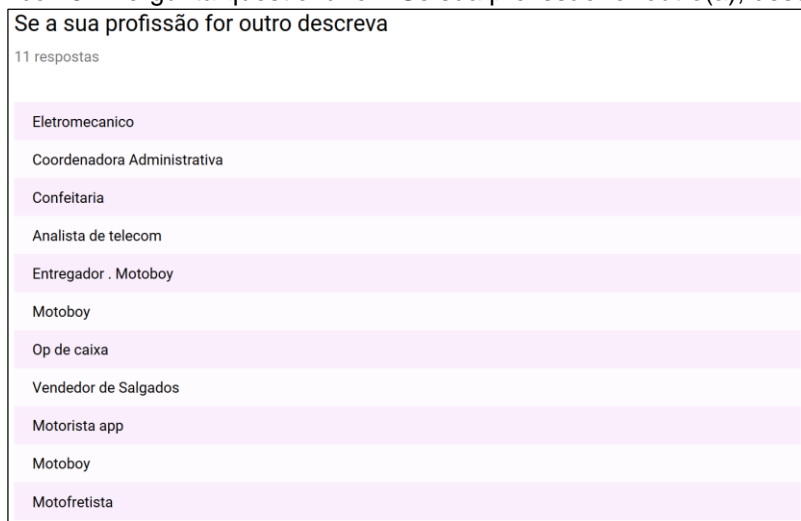 Se a sua profissão for outro descreva
11 respostas
Eletromecanico
Coordenadora Administrativa
Confeitaria
Analista de telecom
Entregador . Motoboy
Motoboy
Op de caixa
Vendedor de Salgados
Motorista app
Motoboy
Motofretista